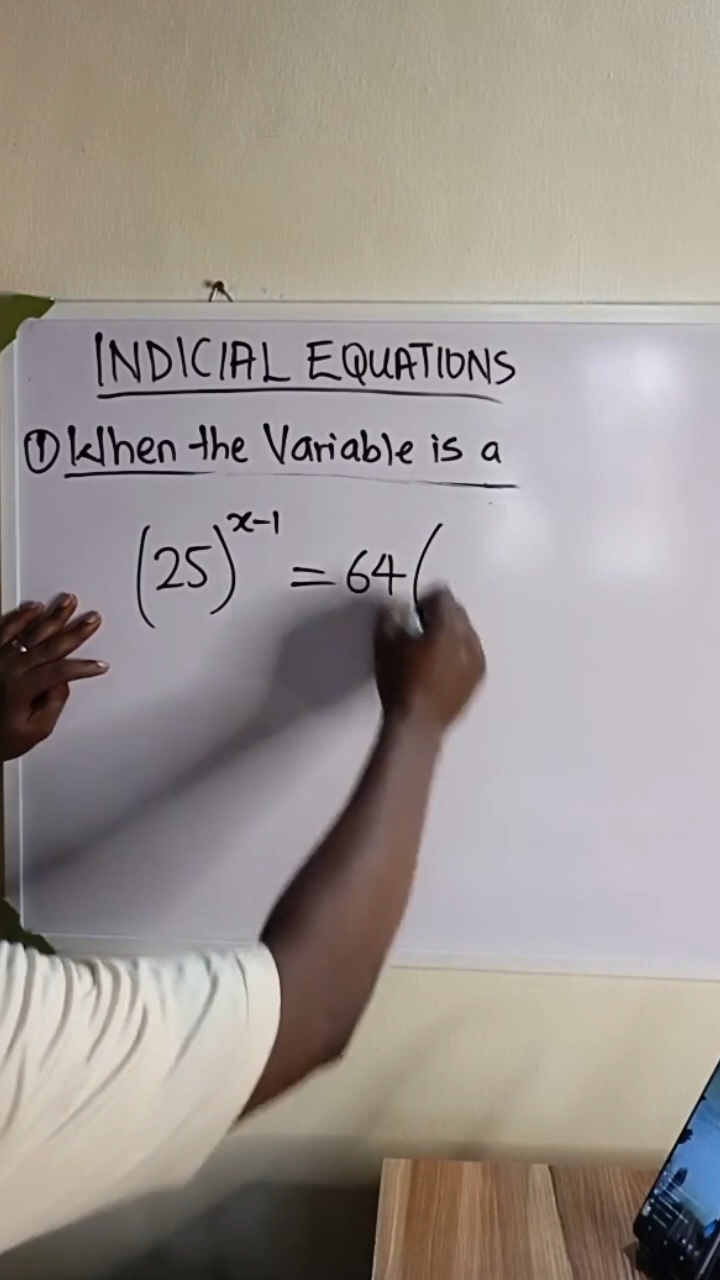 INDICIAL EQUATIONS
① When the Variable is a
(25)^{x-1} = 64(